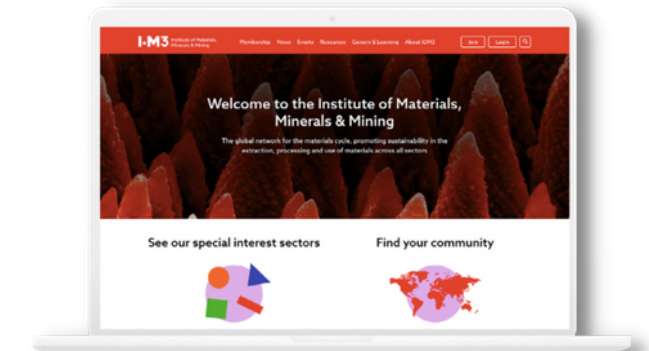 I·M3 Institute of Materials,
Minerals & Mining
Membership News Events Resources Careers & Learning About IOM3 Join Login
Welcome to the Institute of Materials,
Minerals & Mining
The global network for the materials cycle, promoting sustainability in the
extraction, processing and use of materials across all sectors
See our special interest sectors Find your community